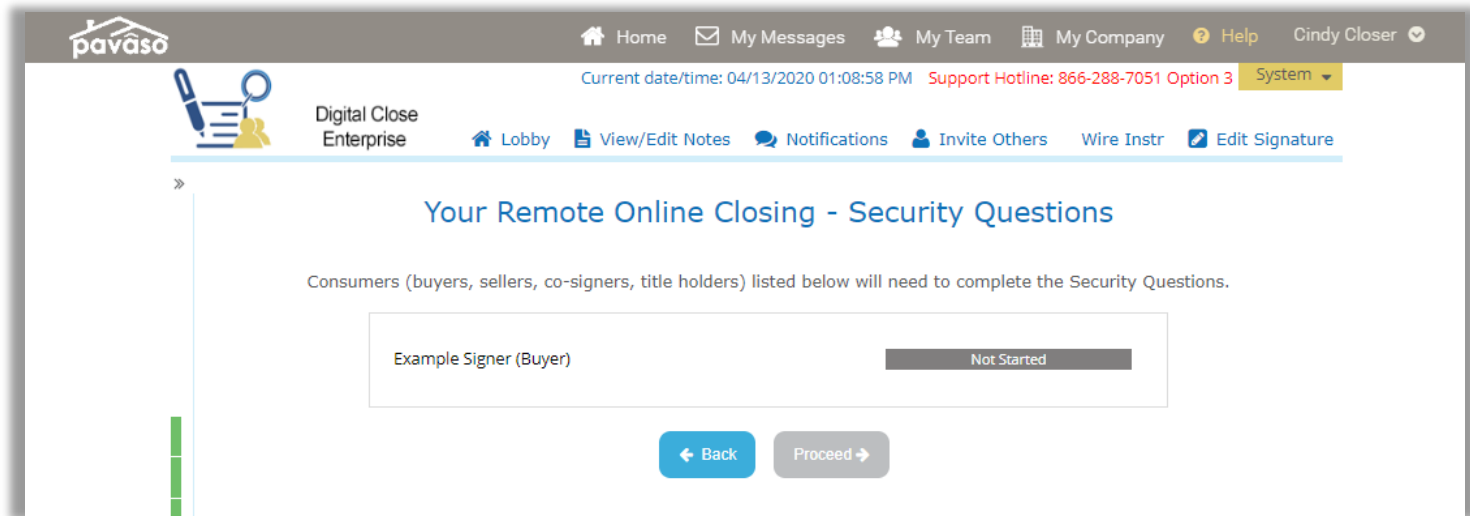 pavāso Home My Messages My Team My Company Help Cindy Closer
Current date/time: 04/13/2020 01:08:58 PM Support Hotline: 866-288-7051 Option 3 System
Digital Close
Enterprise
Lobby View/Edit Notes Notifications Invite Others Wire Instr Edit Signature
»
Your Remote Online Closing - Security Questions
Consumers (buyers, sellers, co-signers, title holders) listed below will need to complete the Security Questions.
Example Signer (Buyer) Not Started
Back Proceed